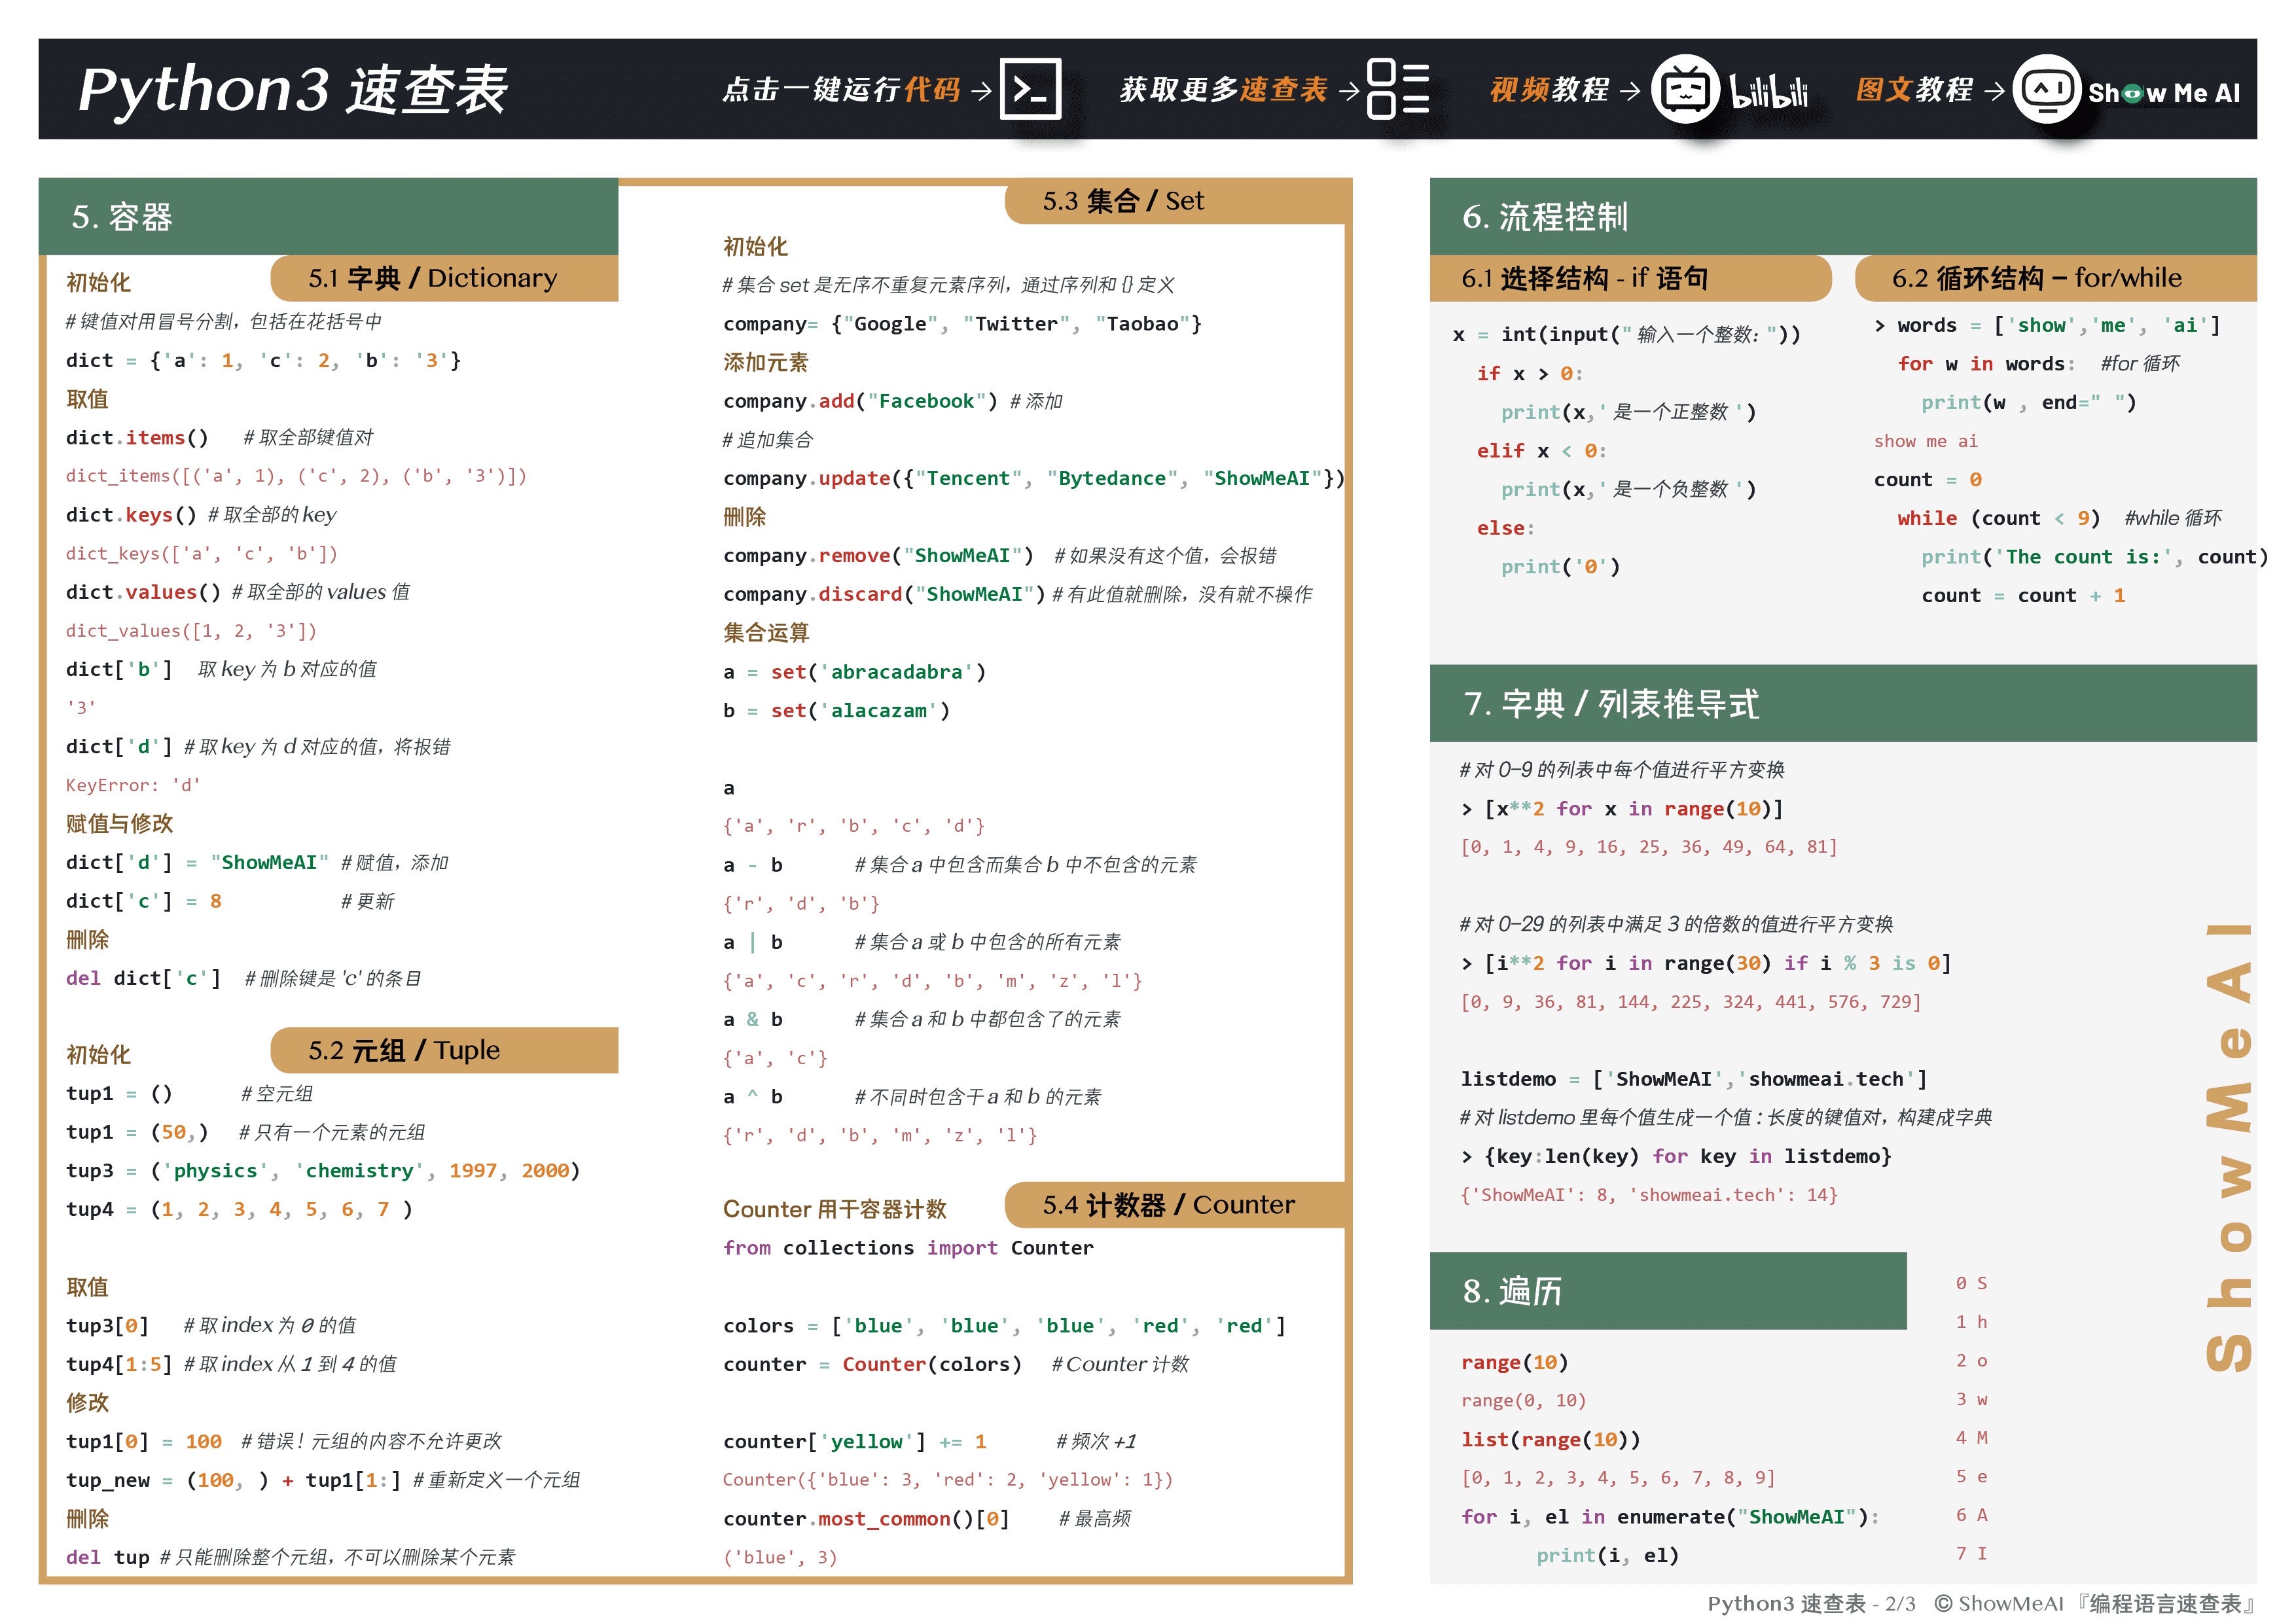 Python3 速查表
点击一键运行代码 →
获取更多速查表 →
视频教程 → bilibili
图文教程 → Show Me AI
5. 容器
5.1 字典 / Dictionary
初始化
# 键值对用冒号分割，包括在花括号中
dict = {'a': 1, 'c': 2, 'b': '3'}
取值
dict.items() # 取全部键值对
dict_items([('a', 1), ('c', 2), ('b', '3')])
dict.keys() # 取全部的 key
dict_keys(['a', 'c', 'b'])
dict.values() # 取全部的 values 值
dict_values([1, 2, '3'])
dict['b'] 取 key 为 b 对应的值
'3'
dict['d'] # 取 key 为 d 对应的值，将报错
KeyError: 'd'
赋值与修改
dict['d'] = "ShowMeAI" # 赋值，添加
dict['c'] = 8 # 更新
删除
del dict['c'] # 删除键是 'c' 的条目
5.2 元组 / Tuple
初始化
tup1 = () # 空元组
tup1 = (50,) # 只有一个元素的元组
tup3 = ('physics', 'chemistry', 1997, 2000)
tup4 = (1, 2, 3, 4, 5, 6, 7 )
取值
tup3[0] # 取 index 为 0 的值
tup4[1:5] # 取 index 从 1 到 4 的值
修改
tup1[0] = 100 # 错误！元组的内容不允许更改
tup_new = (100, ) + tup1[1:] # 重新定义一个元组
删除
del tup # 只能删除整个元组，不可以删除某个元素
5.3 集合 / Set
初始化
# 集合 set 是无序不重复元素序列，通过序列和 {} 定义
company= {"Google", "Twitter", "Taobao"}
添加元素
company.add("Facebook") # 添加
# 追加集合
company.update({"Tencent", "Bytedance", "ShowMeAI"})
删除
company.remove("ShowMeAI") # 如果没有这个值，会报错
company.discard("ShowMeAI") # 有此值就删除，没有就不操作
集合运算
a = set('abracadabra')
b = set('alacazam')
a
{'a', 'r', 'b', 'c', 'd'}
a - b # 集合 a 中包含而集合 b 中不包含的元素
{'r', 'd', 'b'}
a | b # 集合 a 或 b 中包含的所有元素
{'a', 'c', 'r', 'd', 'b', 'm', 'z', 'l'}
a & b # 集合 a 和 b 中都包含了的元素
{'a', 'c'}
a ^ b # 不同时包含于 a 和 b 的元素
{'r', 'd', 'b', 'm', 'z', 'l'}
5.4 计数器 / Counter
Counter 用于容器计数
from collections import Counter
colors = ['blue', 'blue', 'blue', 'red', 'red']
counter = Counter(colors) # Counter 计数
counter['yellow'] += 1 # 频次 +1
Counter({'blue': 3, 'red': 2, 'yellow': 1})
counter.most_common()[0] # 最高频
('blue', 3)
6. 流程控制
6.1 选择结构 - if 语句
x = int(input(" 输入一个整数: "))
if x > 0:
print(x,' 是一个正整数 ')
elif x < 0:
print(x,' 是一个负整数 ')
else:
print('0')
6.2 循环结构 – for/while
> words = ['show','me', 'ai']
for w in words: #for 循环
print(w , end=" ")
show me ai
count = 0
while (count < 9) #while 循环
print('The count is:', count)
count = count + 1
7. 字典 / 列表推导式
# 对 0–9 的列表中每个值进行平方变换
> [x**2 for x in range(10)]
[0, 1, 4, 9, 16, 25, 36, 49, 64, 81]
# 对 0–29 的列表中满足 3 的倍数的值进行平方变换
> [i**2 for i in range(30) if i % 3 is 0]
[0, 9, 36, 81, 144, 225, 324, 441, 576, 729]
listdemo = ['ShowMeAI','showmeai.tech']
# 对 listdemo 里每个值生成一个值 : 长度的键值对，构建成字典
> {key:len(key) for key in listdemo}
{'ShowMeAI': 8, 'showmeai.tech': 14}
8. 遍历
range(10)
range(0, 10)
list(range(10))
[0, 1, 2, 3, 4, 5, 6, 7, 8, 9]
for i, el in enumerate("ShowMeAI"):
print(i, el)
0 S
1 h
2 o
3 w
4 M
5 e
6 A
7 I
ShowMeAI
Python3 速查表 - 2/3 © ShowMeAI『编程语言速查表』